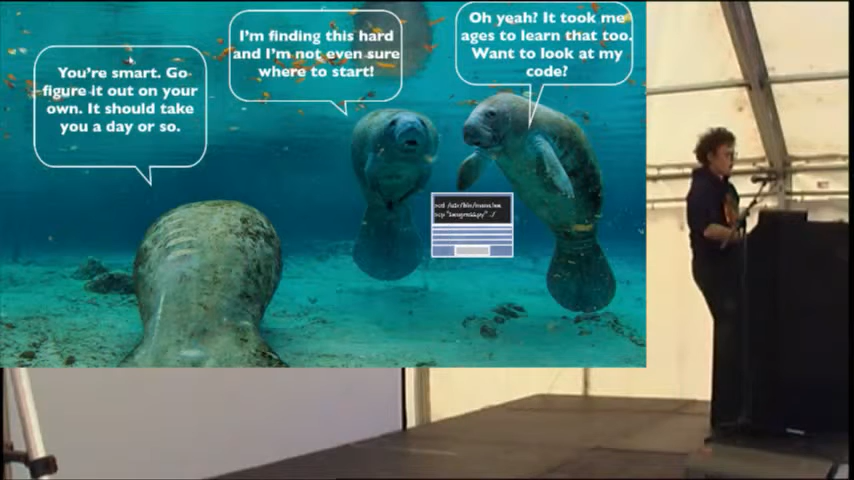 You're smart. Go
figure it out on your
own. It should take
you a day or so.
I'm finding this hard
and I'm not even sure
where to start!
Oh yeah? It took me
ages to learn that too.
Want to look at my
code?